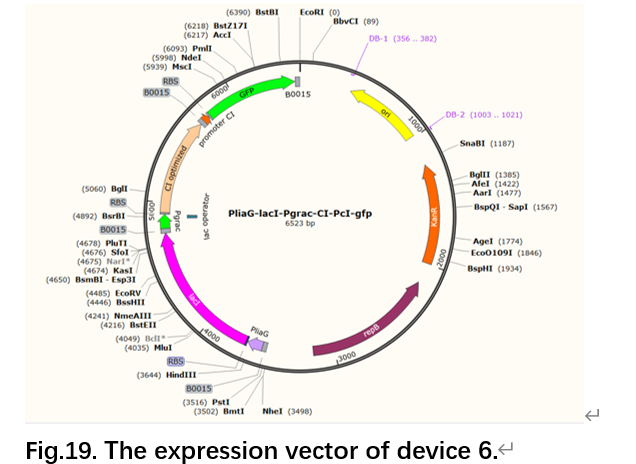 (6390) BstBI
EcoRI (0)
BbvCI (89)
(6218) BstZ17I
(6217) AccI
DB-1 (356 .. 382)
(6093) PmlI
(5998) NdeI
(5939) MscI
RBS
B0015
6000
GFP
B0015
promoter CI
ori
1000
DB-2 (1003 .. 1021)
SnaBI (1187)
CI optimized
BglII (1385)
AfeI (1422)
AarI (1477)
BspQI - SapI (1567)
KanR
AgeI (1774)
EcoO109I (1846)
BspHI (1934)
2000
(5060) BglI
RBS
(4892) BsrBI
5000
Pgrac
lac operator
PliaG-lacI-Pgrac-CI-PcI-gfp
6523 bp
B0015
(4678) PluTI
(4676) SfoI
(4675) NarI*
(4674) KasI
(4650) BsmBI - Esp3I
(4485) EcoRV
(4446) BssHII
(4241) NmeAIII
(4216) BstEII
(4049) BclI*
(4035) MluI
lacI
4000
PliaG
repB
3000
RBS
(3644) HindIII
B0015
(3516) PstI
(3502) BmtI
NheI (3498)
Fig.19. The expression vector of device 6.